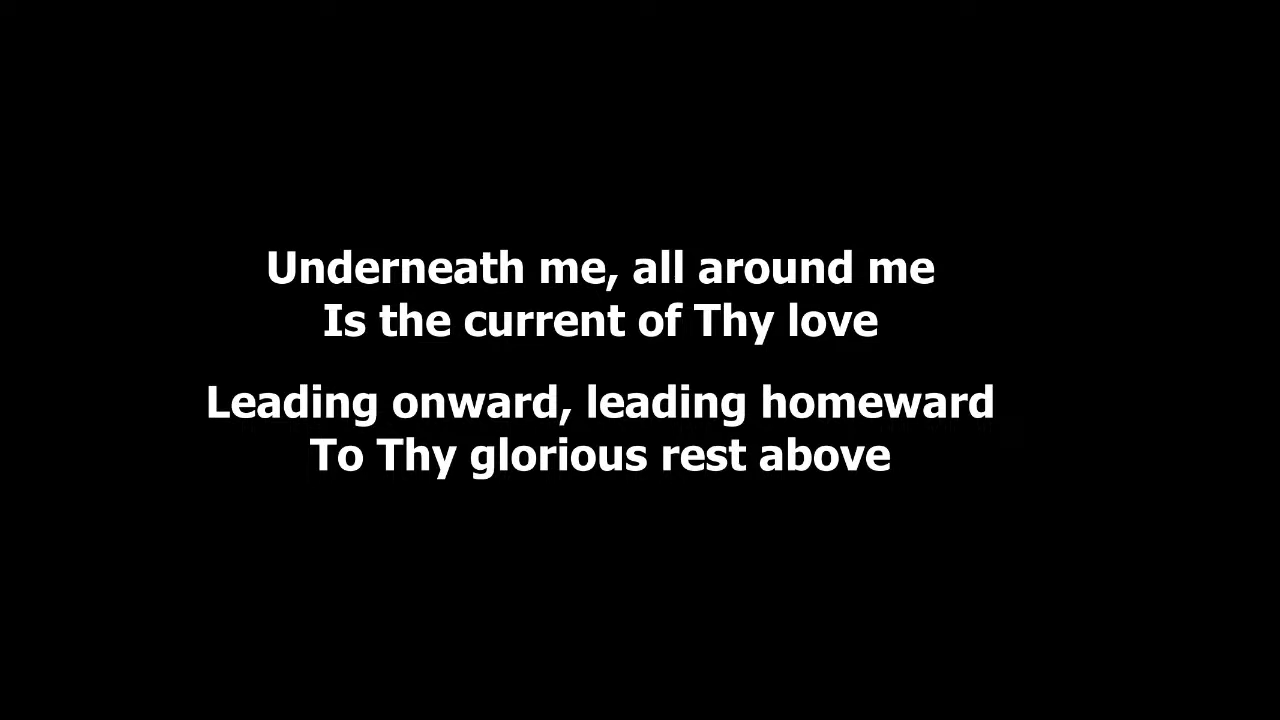 Underneath me, all around me
Is the current of Thy love
Leading onward, leading homeward
To Thy glorious rest above